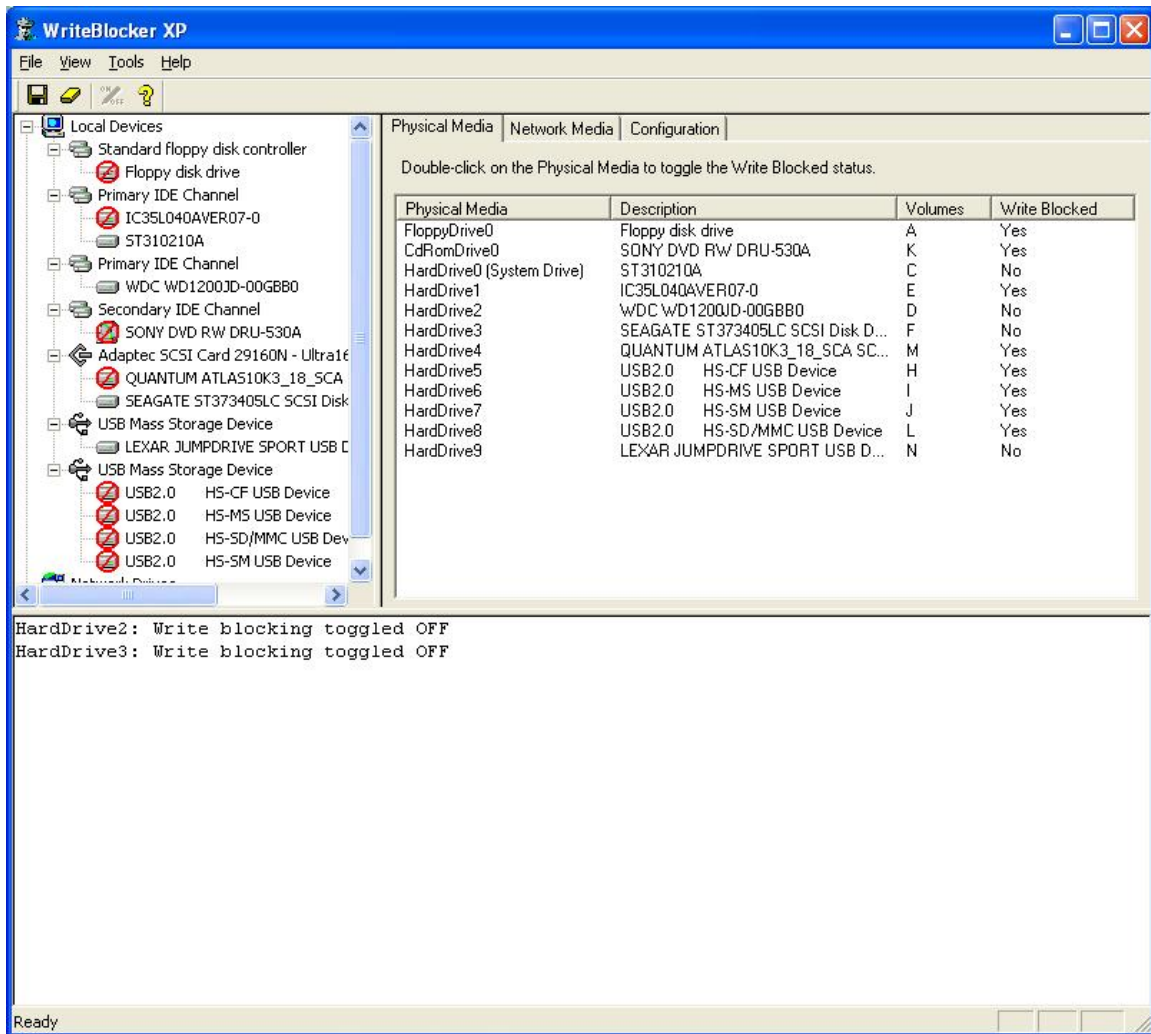 WriteBlocker XP
File View Tools Help
ON/OFF
Local Devices
Standard floppy disk controller
Floppy disk drive
Primary IDE Channel
IC35L040AVER07-0
ST310210A
Primary IDE Channel
WDC WD1200JD-00GBB0
Secondary IDE Channel
SONY DVD RW DRU-530A
Adaptec SCSI Card 29160N - Ultra16
QUANTUM ATLAS10K3_18_SCA
SEAGATE ST373405LC SCSI Disk
USB Mass Storage Device
LEXAR JUMPDRIVE SPORT USB D
USB Mass Storage Device
USB2.0 HS-CF USB Device
USB2.0 HS-MS USB Device
USB2.0 HS-SD/MMC USB Dev
USB2.0 HS-SM USB Device
Network Drives
Physical Media Network Media Configuration
Double-click on the Physical Media to toggle the Write Blocked status.
Physical Media Description Volumes Write Blocked
FloppyDrive0 Floppy disk drive A Yes
CdRomDrive0 SONY DVD RW DRU-530A K Yes
HardDrive0 (System Drive) ST310210A C No
HardDrive1 IC35L040AVER07-0 E Yes
HardDrive2 WDC WD1200JD-00GBB0 D No
HardDrive3 SEAGATE ST373405LC SCSI Disk D... F No
HardDrive4 QUANTUM ATLAS10K3_18_SCA SC... M Yes
HardDrive5 USB2.0 HS-CF USB Device H Yes
HardDrive6 USB2.0 HS-MS USB Device I Yes
HardDrive7 USB2.0 HS-SM USB Device J Yes
HardDrive8 USB2.0 HS-SD/MMC USB Device L Yes
HardDrive9 LEXAR JUMPDRIVE SPORT USB D... N No
HardDrive2: Write blocking toggled OFF
HardDrive3: Write blocking toggled OFF
Ready